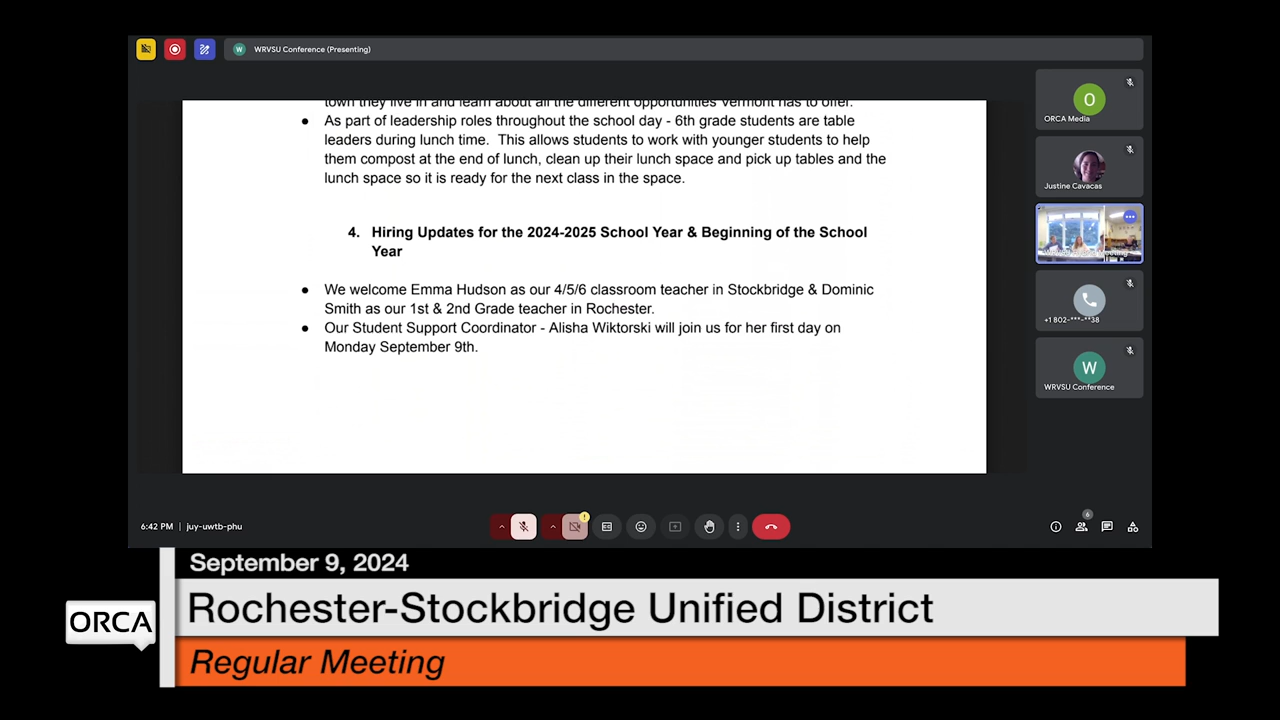 W WRVSU Conference (Presenting)
town they live in and learn about all the different opportunities Vermont has to offer.
● As part of leadership roles throughout the school day - 6th grade students are table
leaders during lunch time. This allows students to work with younger students to help
them compost at the end of lunch, clean up their lunch space and pick up tables and the
lunch space so it is ready for the next class in the space.
4. Hiring Updates for the 2024-2025 School Year & Beginning of the School
Year
● We welcome Emma Hudson as our 4/5/6 classroom teacher in Stockbridge & Dominic
Smith as our 1st & 2nd Grade teacher in Rochester.
● Our Student Support Coordinator - Alisha Wiktorski will join us for her first day on
Monday September 9th.
O
ORCA Media
Justine Cavacas
Meeting
+1 802-***-**38
W
WRVSU Conference
6:42 PM | juy-uwtb-phu
6
September 9, 2024
ORCA
Rochester-Stockbridge Unified District
Regular Meeting